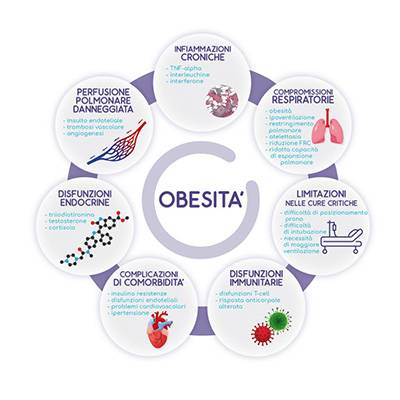 INFIAMMAZIONI
CRONICHE
- TNF-alpha
- interleuchine
- interferone
COMPROMISSIONI
RESPIRATORIE
- obesità
- ipoventilazione
- restringimento
polmonare
- atelettasia
- riduzione FRC
- ridotta capacità
di espansione
polmonare
LIMITAZIONI
NELLE CURE CRITICHE
- difficoltà di posizionamento
prono
- difficoltà
di intubazione
- necessità
di maggiore
ventilazione
DISFUNZIONI
IMMUNITARIE
- disfunzioni T-cell
- risposta anticorpale
alterata
COMPLICAZIONI
DI COMORBIDITA'
- insulino resistenze
- disfunzioni endoteliali
- problemi cardiovascolari
- ipertensione
DISFUNZIONI
ENDOCRINE
- triiodiotironina
- testosterone
- cortisolo
PERFUSIONE
POLMONARE
DANNEGGIATA
- insulto endoteliale
- trombosi vascolare
- angiogenesi
OBESITA'